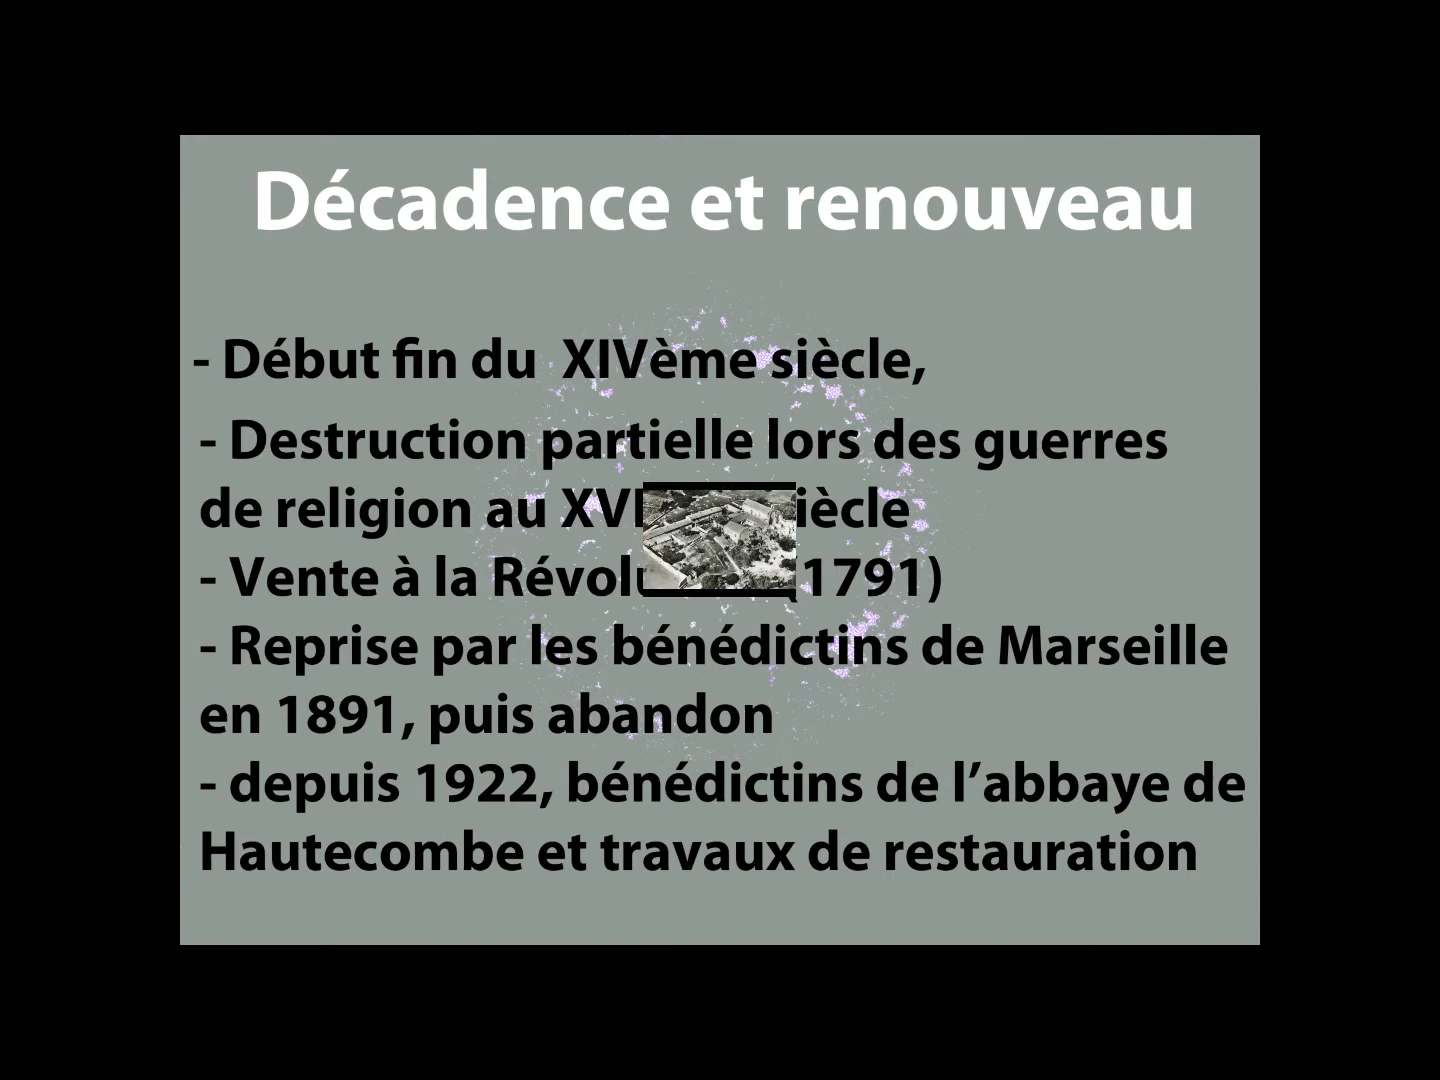 Décadence et renouveau
- Début fin du XIVème siècle,
- Destruction partielle lors des guerres
de religion au
- Vente à la (1791)
- Reprise par les bénédictins de Marseille
en 1891, puis abandon
- depuis 1922, bénédictins de l’abbaye de
Hautecombe et travaux de restauration